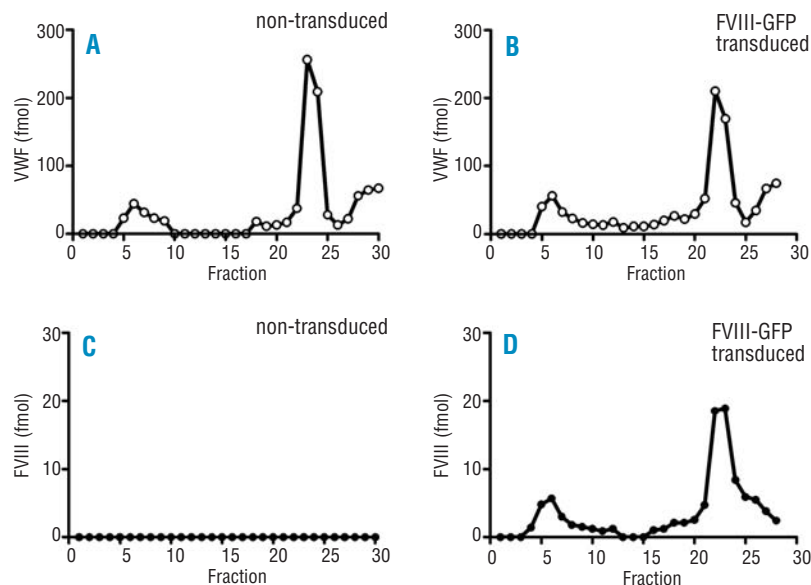 A
non-transduced
VWF (fmol)
300
200
100
0
0 5 10 15 20 25 30
Fraction
B
FVIII-GFP
transduced
VWF (fmol)
300
200
100
0
0 5 10 15 20 25 30
Fraction
C
non-transduced
FVIII (fmol)
30
20
10
0
0 5 10 15 20 25 30
Fraction
D
FVIII-GFP
transduced
FVIII (fmol)
30
20
10
0
0 5 10 15 20 25 30
Fraction